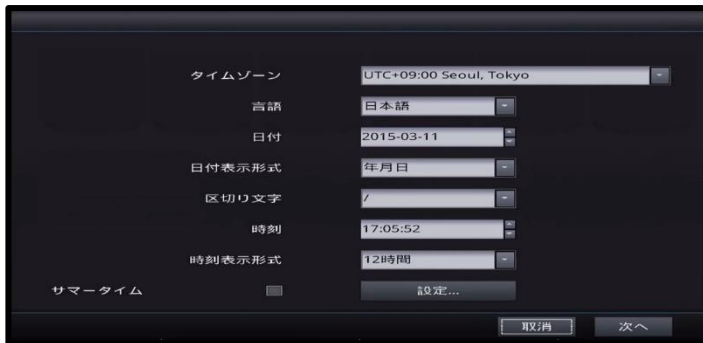 タイムゾーン UTC+09:00 Seoul, Tokyo
言語 日本語
日付 2015-03-11
日付表示形式 年月日
区切り文字 /
時刻 17:05:52
時刻表示形式 12時間
サマータイム 設定...
取消 次へ